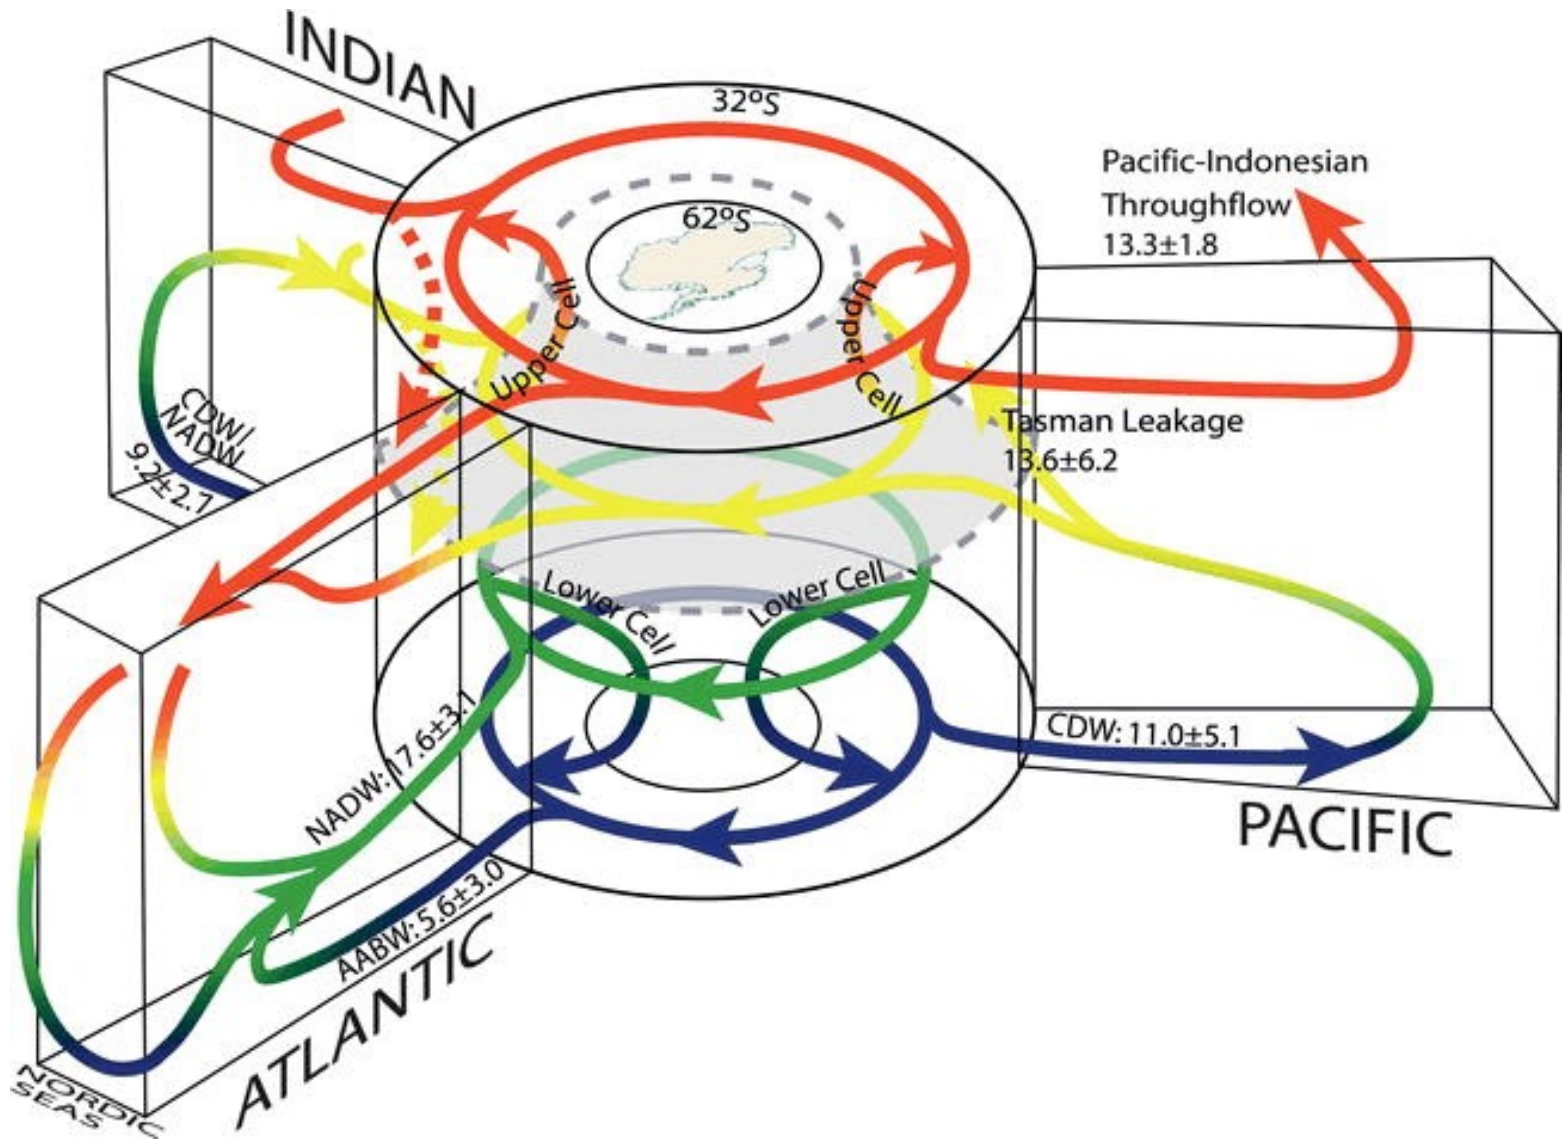 INDIAN
32ºS
62ºS
Pacific-Indonesian
Throughflow
13.3±1.8
Upper Cell
Upper Cell
Tasman Leakage
13.6±6.2
CDW/
NADW
9.2±2.7
Lower Cell
Lower Cell
NADW: 17.6±3.1
CDW: 11.0±5.1
PACIFIC
AABW: 5.6±3.0
ATLANTIC
NORDIC
SEAS